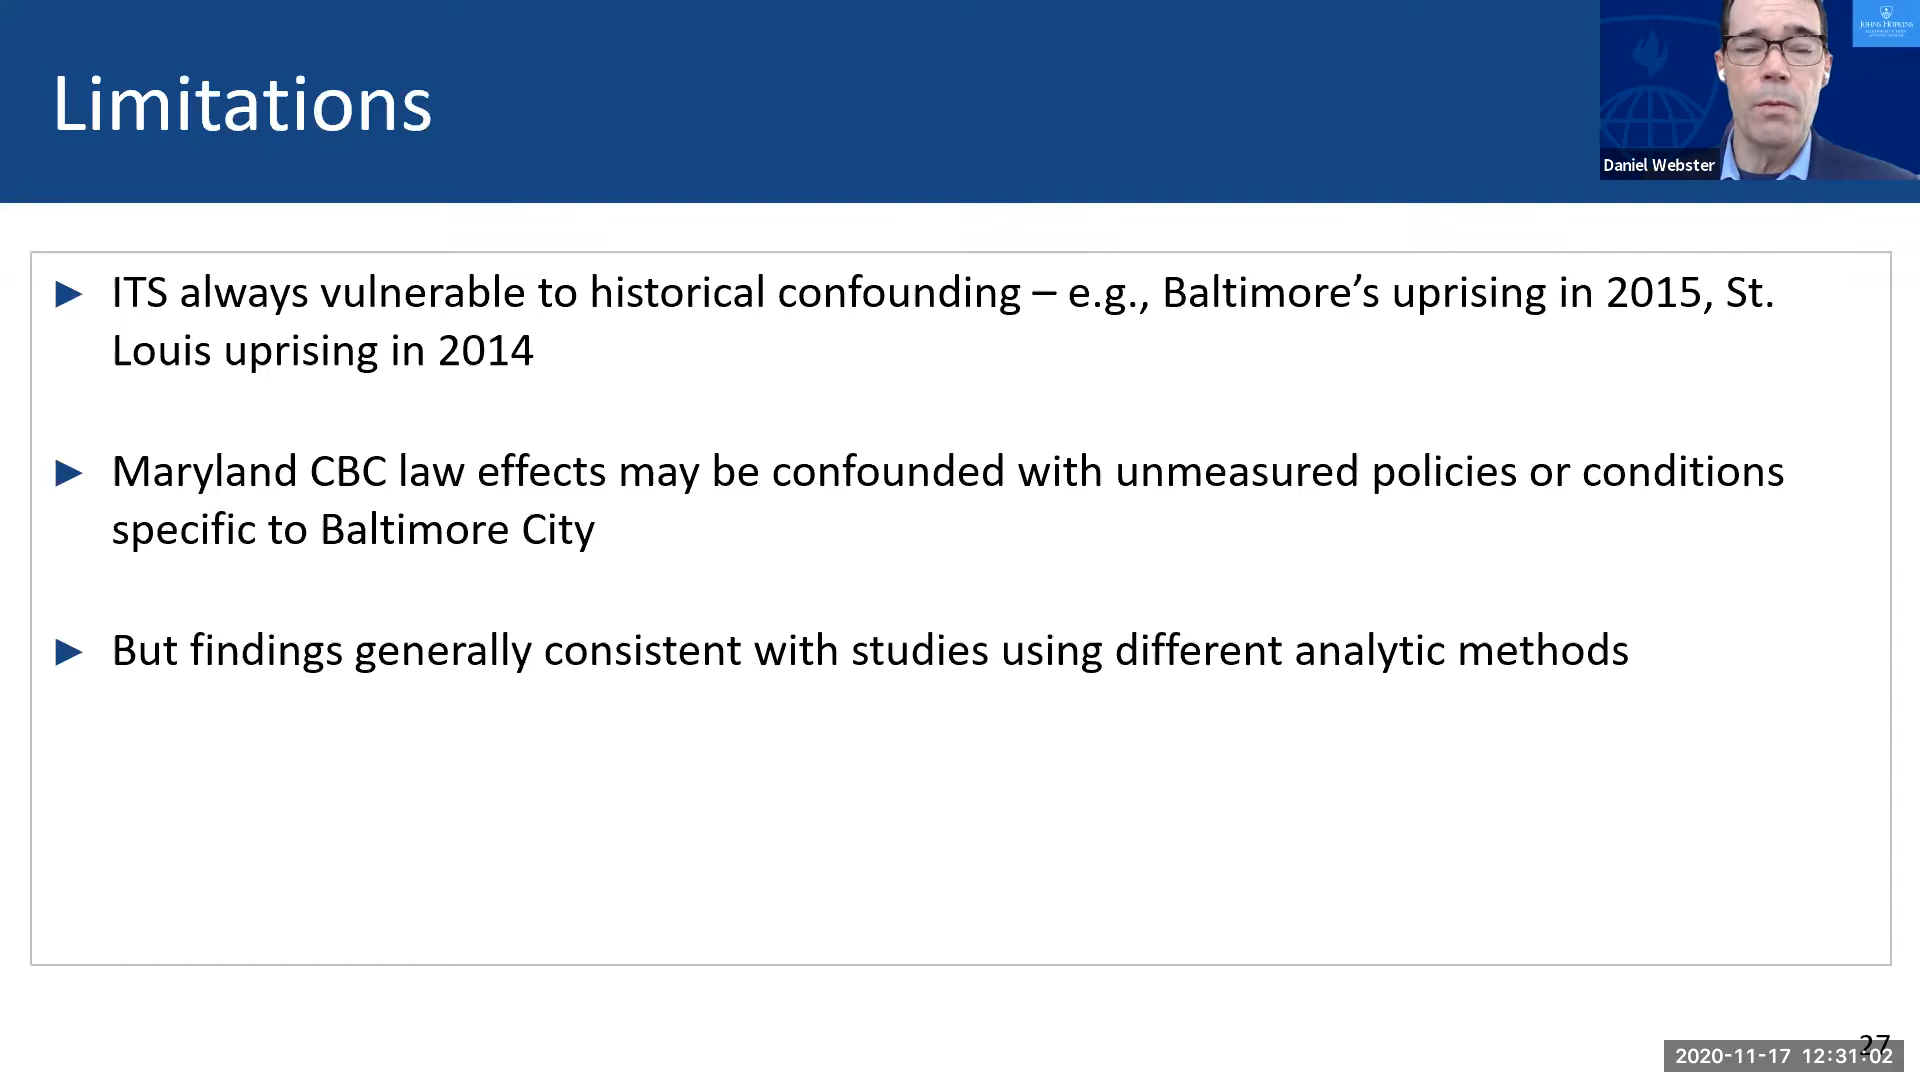 Limitations
JOHNS HOPKINS
Daniel Webster
► ITS always vulnerable to historical confounding – e.g., Baltimore’s uprising in 2015, St.
Louis uprising in 2014
► Maryland CBC law effects may be confounded with unmeasured policies or conditions
specific to Baltimore City
► But findings generally consistent with studies using different analytic methods
27
2020-11-17 12:31:02